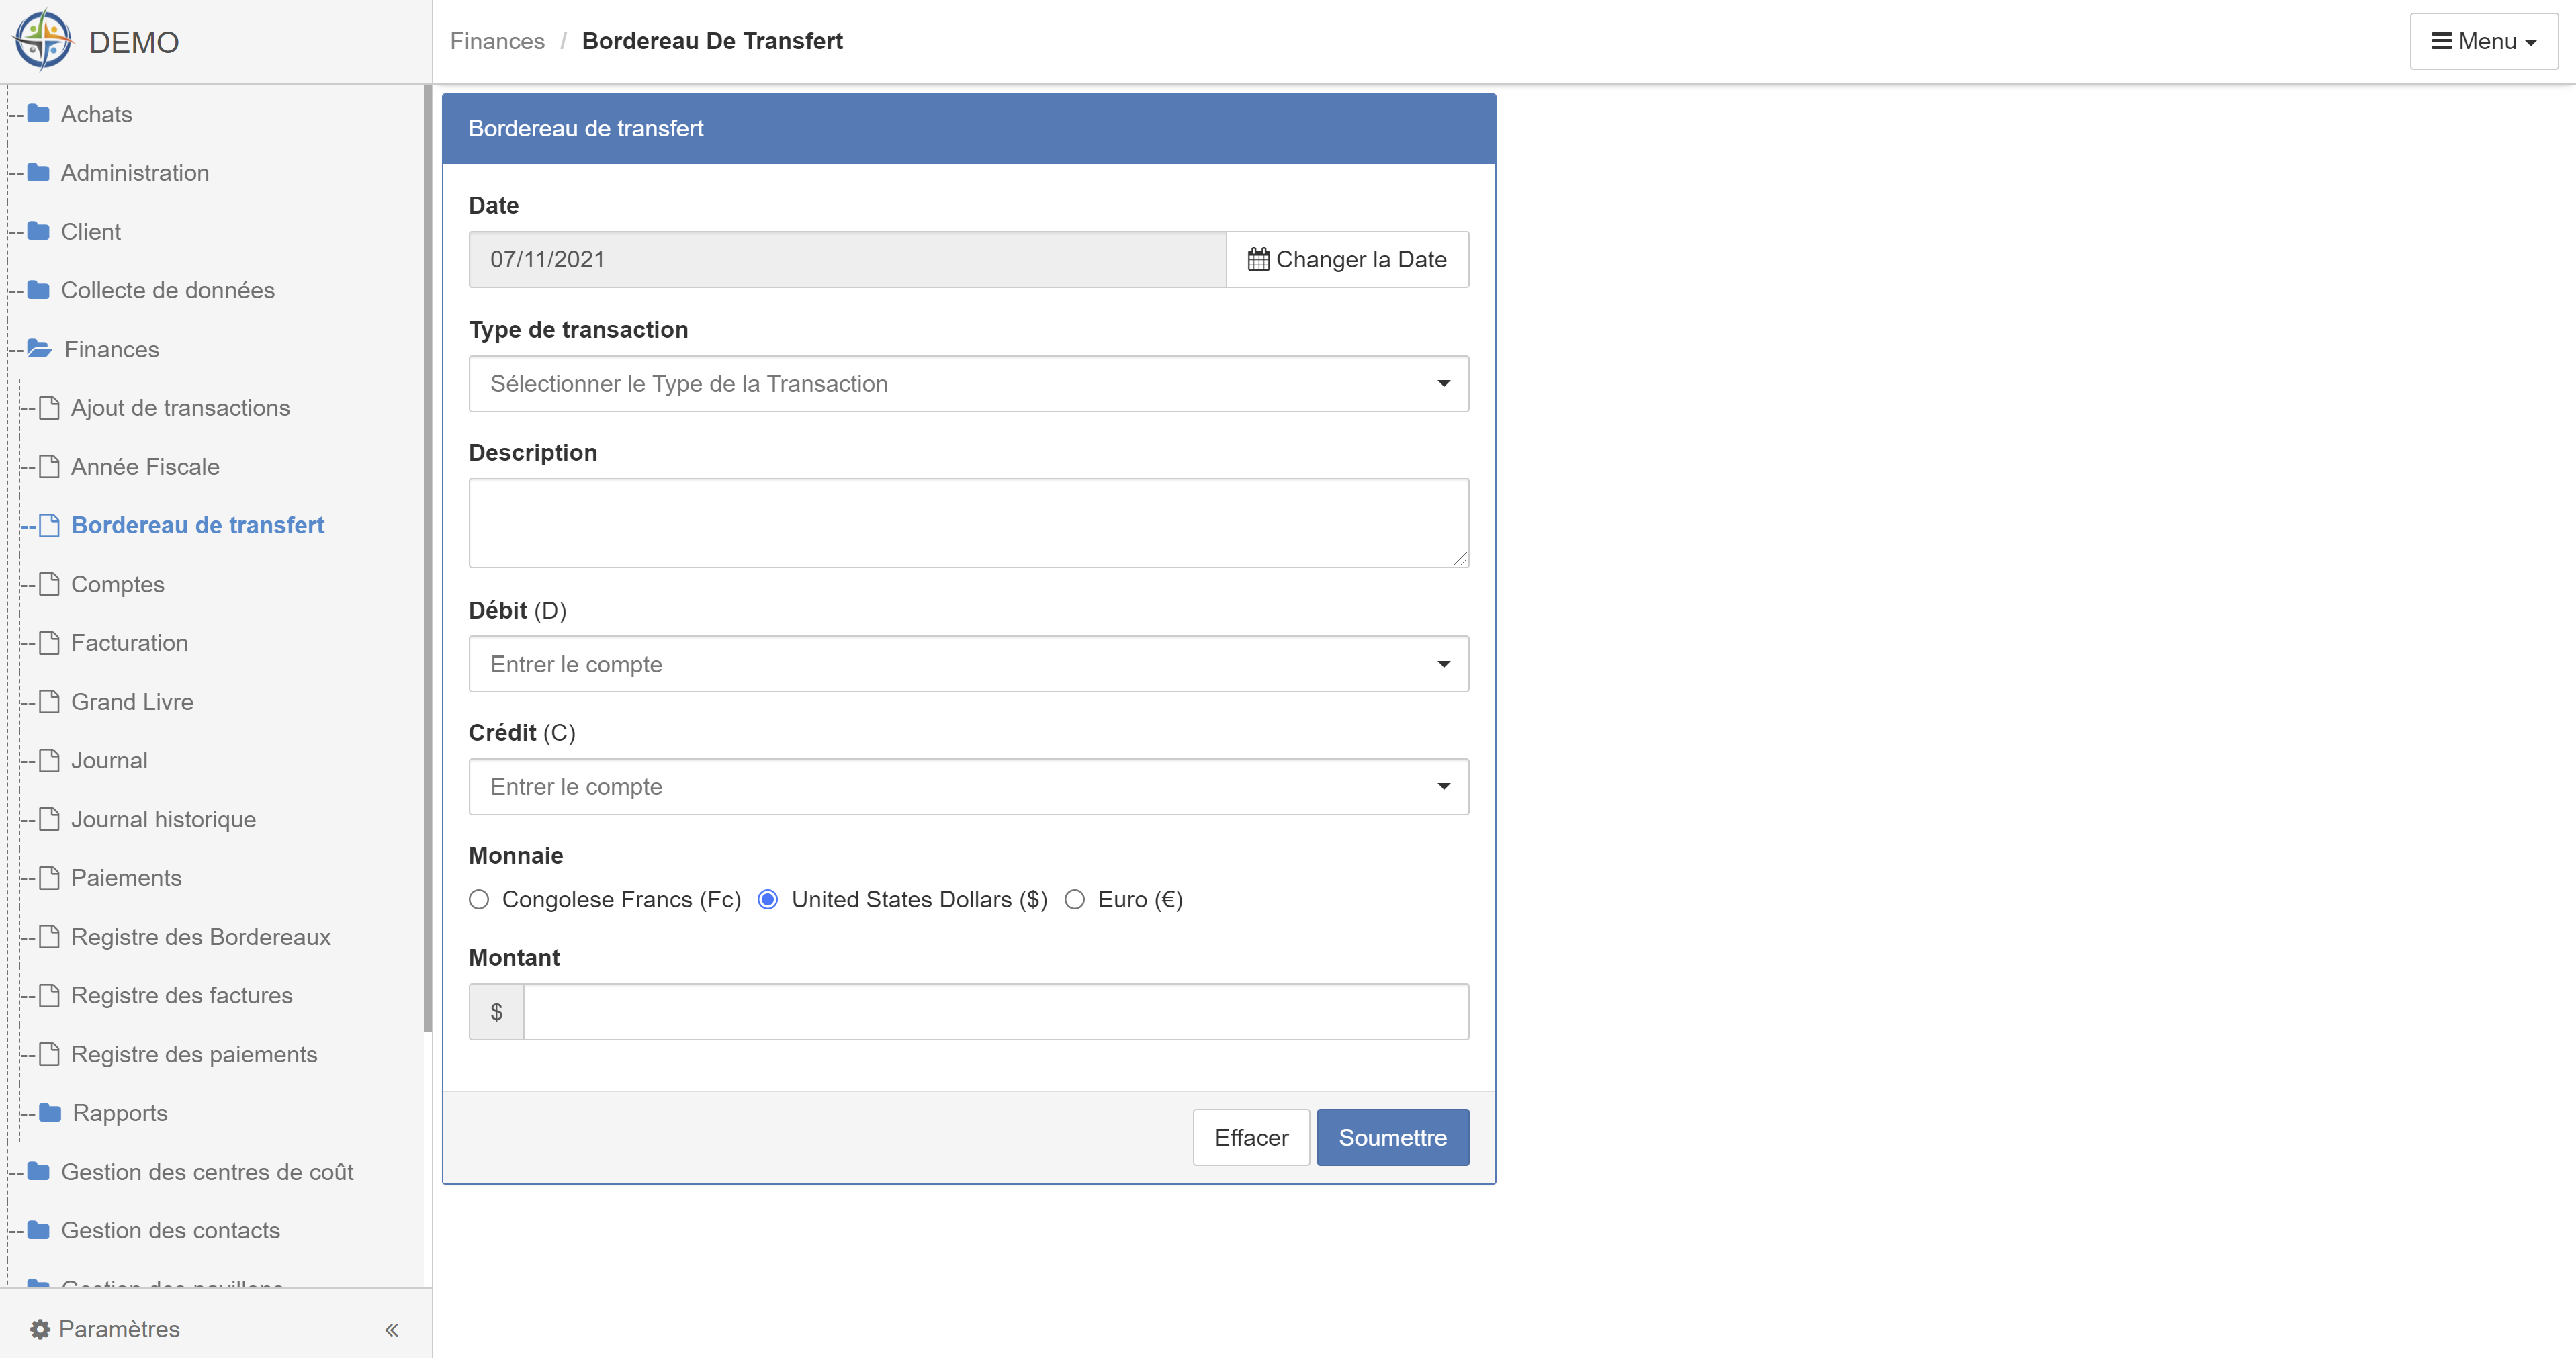 DEMO
Finances / Bordereau De Transfert
Menu
Achats
Administration
Client
Collecte de données
Finances
Ajout de transactions
Année Fiscale
Bordereau de transfert
Comptes
Facturation
Grand Livre
Journal
Journal historique
Paiements
Registre des Bordereaux
Registre des factures
Registre des paiements
Rapports
Gestion des centres de coût
Gestion des contacts
Gestion des pavillons
Paramètres
Bordereau de transfert
Date
07/11/2021 Changer la Date
Type de transaction
Sélectionner le Type de la Transaction
Description
Débit (D)
Entrer le compte
Crédit (C)
Entrer le compte
Monnaie
Congolese Francs (Fc) United States Dollars ($) Euro (€)
Montant
$
Effacer Soumettre